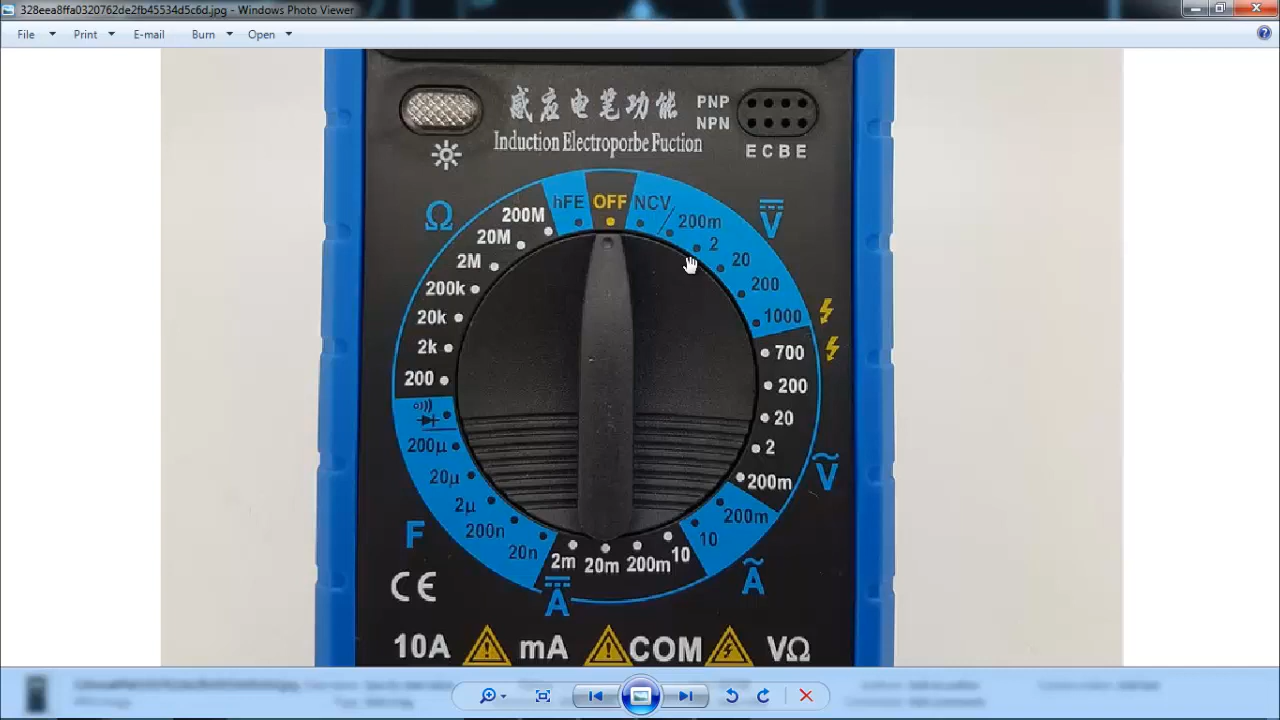 328eea8ffa0320762de2fb45534d5c6d.jpg - Windows Photo Viewer
File Print E-mail Burn Open
感应电笔功能
Induction Electroporbe Fuction
PNP
NPN
E C B E
hFE OFF NCV
Ω
200M
20M
2M
200k
20k
2k
200
200µ
20µ
2µ
200n
20n
F
200m
2
20
200
1000
V
700
200
20
2
200m
V
200m
10
A
2m 20m 200m 10
A
CE
10A mA COM VΩ